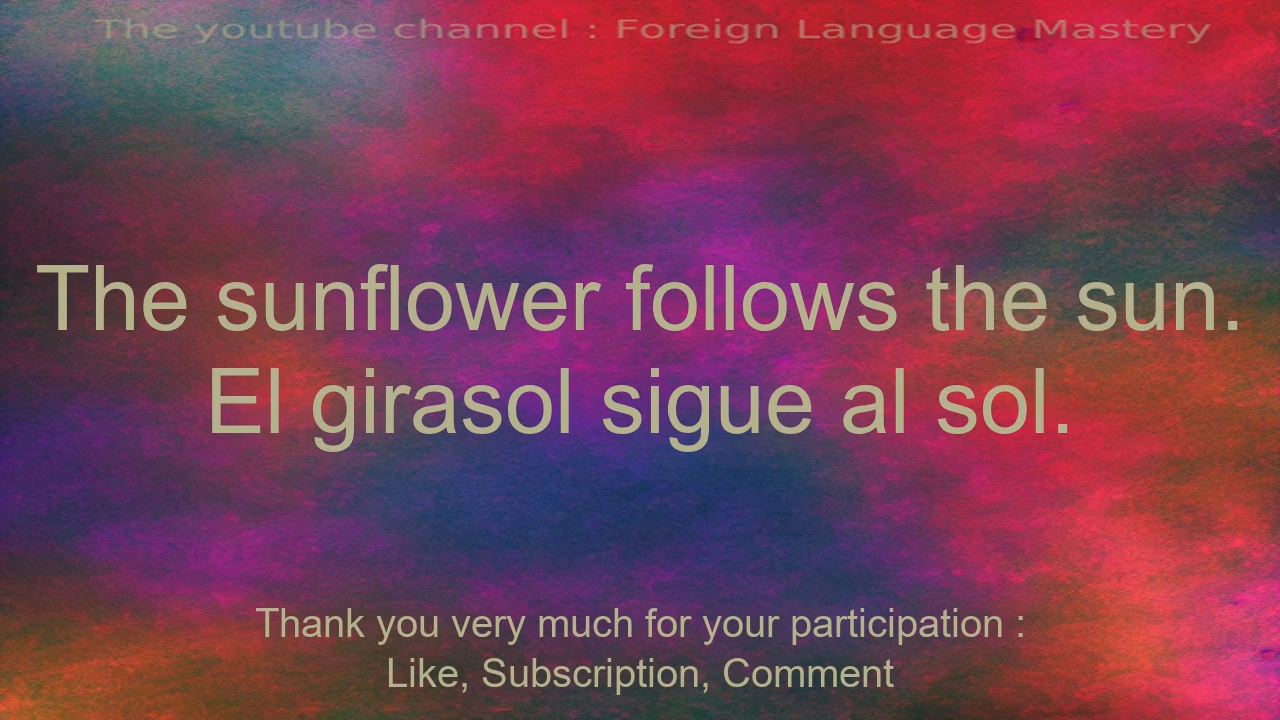 The youtube channel : Foreign Language Mastery
The sunflower follows the sun.
El girasol sigue al sol.
Thank you very much for your participation :
Like, Subscription, Comment